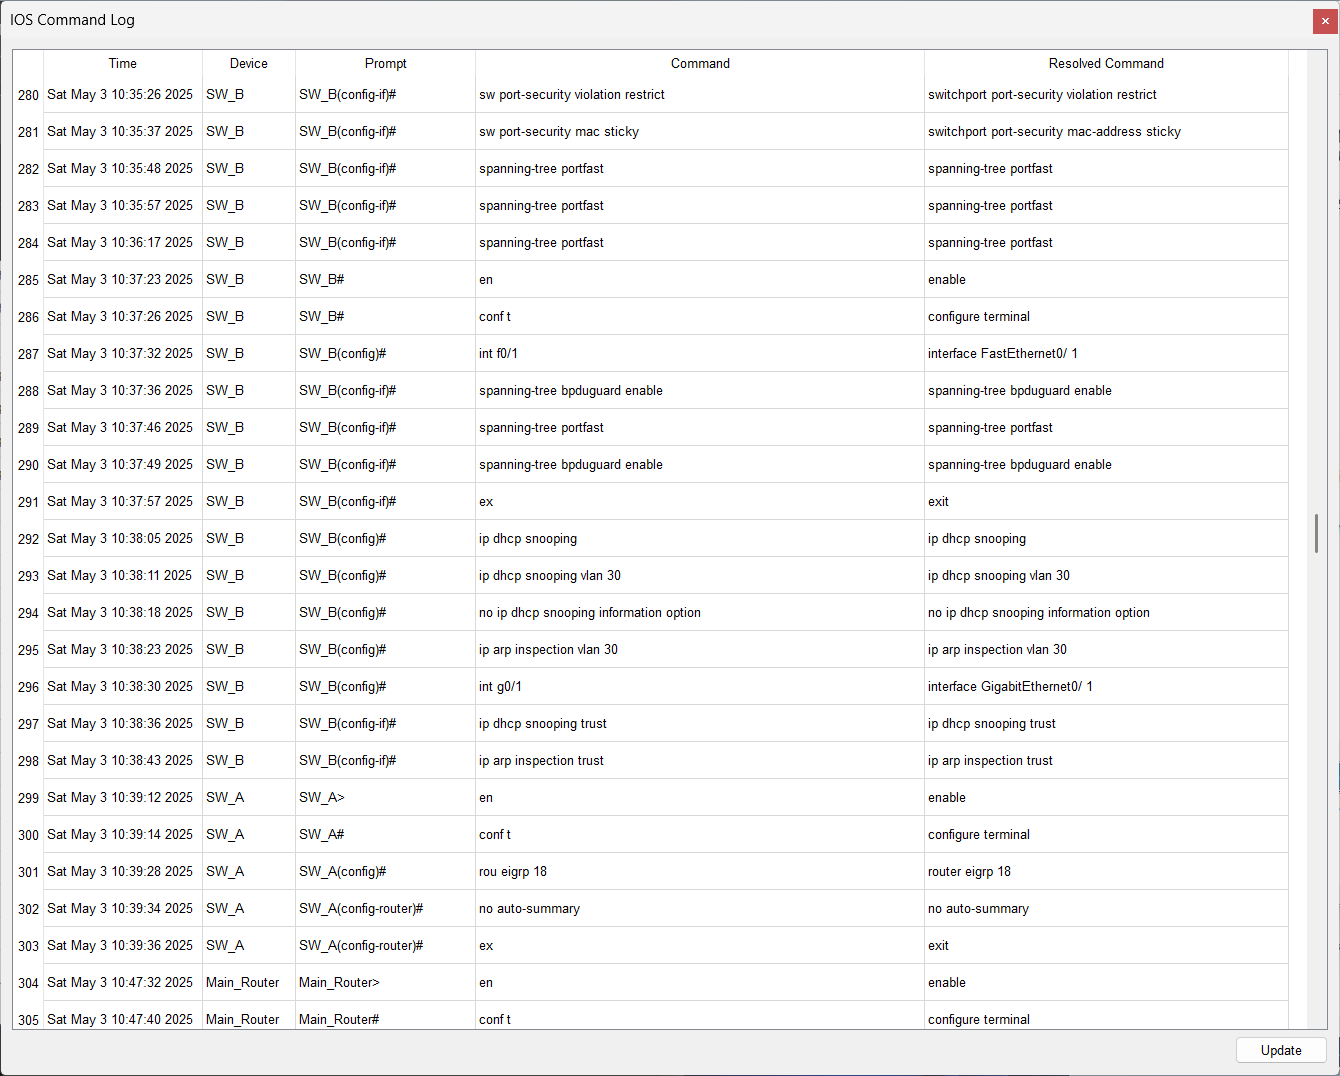 IOS Command Log
Time Device Prompt Command Resolved Command
280 Sat May 3 10:35:26 2025 SW_B SW_B(config-if)# sw port-security violation restrict switchport port-security violation restrict
281 Sat May 3 10:35:37 2025 SW_B SW_B(config-if)# sw port-security mac sticky switchport port-security mac-address sticky
282 Sat May 3 10:35:48 2025 SW_B SW_B(config-if)# spanning-tree portfast spanning-tree portfast
283 Sat May 3 10:35:57 2025 SW_B SW_B(config-if)# spanning-tree portfast spanning-tree portfast
284 Sat May 3 10:36:17 2025 SW_B SW_B(config-if)# spanning-tree portfast spanning-tree portfast
285 Sat May 3 10:37:23 2025 SW_B SW_B# en enable
286 Sat May 3 10:37:26 2025 SW_B SW_B# conf t configure terminal
287 Sat May 3 10:37:32 2025 SW_B SW_B(config)# int f0/1 interface FastEthernet0/ 1
288 Sat May 3 10:37:36 2025 SW_B SW_B(config-if)# spanning-tree bpduguard enable spanning-tree bpduguard enable
289 Sat May 3 10:37:46 2025 SW_B SW_B(config-if)# spanning-tree portfast spanning-tree portfast
290 Sat May 3 10:37:49 2025 SW_B SW_B(config-if)# spanning-tree bpduguard enable spanning-tree bpduguard enable
291 Sat May 3 10:37:57 2025 SW_B SW_B(config-if)# ex exit
292 Sat May 3 10:38:05 2025 SW_B SW_B(config)# ip dhcp snooping ip dhcp snooping
293 Sat May 3 10:38:11 2025 SW_B SW_B(config)# ip dhcp snooping vlan 30 ip dhcp snooping vlan 30
294 Sat May 3 10:38:18 2025 SW_B SW_B(config)# no ip dhcp snooping information option no ip dhcp snooping information option
295 Sat May 3 10:38:23 2025 SW_B SW_B(config)# ip arp inspection vlan 30 ip arp inspection vlan 30
296 Sat May 3 10:38:30 2025 SW_B SW_B(config)# int g0/1 interface GigabitEthernet0/ 1
297 Sat May 3 10:38:36 2025 SW_B SW_B(config-if)# ip dhcp snooping trust ip dhcp snooping trust
298 Sat May 3 10:38:43 2025 SW_B SW_B(config-if)# ip arp inspection trust ip arp inspection trust
299 Sat May 3 10:39:12 2025 SW_A SW_A> en enable
300 Sat May 3 10:39:14 2025 SW_A SW_A# conf t configure terminal
301 Sat May 3 10:39:28 2025 SW_A SW_A(config)# rou eigrp 18 router eigrp 18
302 Sat May 3 10:39:34 2025 SW_A SW_A(config-router)# no auto-summary no auto-summary
303 Sat May 3 10:39:36 2025 SW_A SW_A(config-router)# ex exit
304 Sat May 3 10:47:32 2025 Main_Router Main_Router> en enable
305 Sat May 3 10:47:40 2025 Main_Router Main_Router# conf t configure terminal
Update